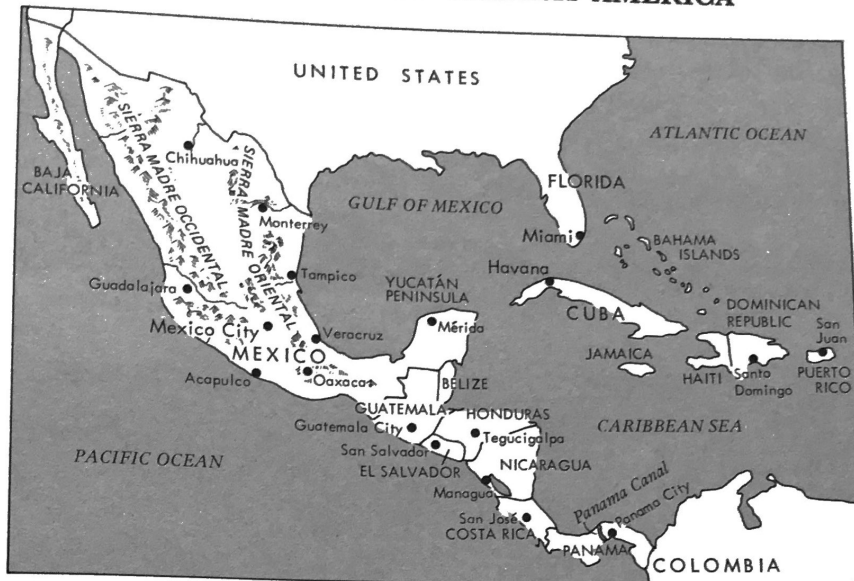 AMERICA
UNITED STATES
ATLANTIC OCEAN
SIERRA MADRE OCCIDENTAL
SIERRA MADRE ORIENTAL
Chihuahua
BAJA
CALIFORNIA
FLORIDA
GULF OF MEXICO
Monterrey
Miami
BAHAMA
ISLANDS
Havana
Tampico
Guadalajara
YUCATÁN
PENINSULA
CUBA
DOMINICAN
REPUBLIC
San
Juan
Mexico City
Veracruz
Mérida
MEXICO
JAMAICA
HAITI
Santo
Domingo
PUERTO
RICO
Acapulco
Oaxaca
BELIZE
GUATEMALA
HONDURAS
Guatemala City
Tegucigalpa
CARIBBEAN SEA
San Salvador
EL SALVADOR
NICARAGUA
PACIFIC OCEAN
Managua
Panama Canal
Panama City
San José
COSTA RICA
PANAMA
COLOMBIA